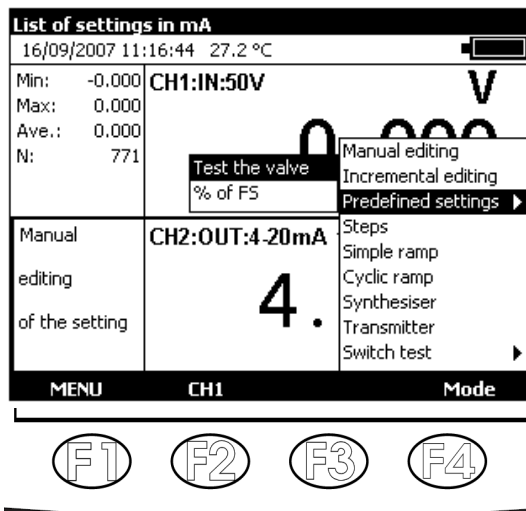 List of settings in mA
16/09/2007 11:16:44 27.2 °C
Min: -0.000
Max: 0.000
Ave.: 0.000
N: 771
CH1:IN:50V
V
Test the valve
% of FS
Manual editing
Incremental editing
Predefined settings
Steps
Simple ramp
Cyclic ramp
Synthesiser
Transmitter
Switch test
Manual
editing
of the setting
CH2:OUT:4-20mA
4.
MENU CH1 Mode
F1 F2 F3 F4